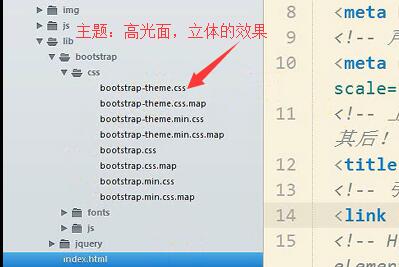 img
js
主题：高光面，立体的效果
lib
bootstrap
css
bootstrap-theme.css
bootstrap-theme.css.map
bootstrap-theme.min.css
bootstrap-theme.min.css.map
bootstrap.css
bootstrap.css.map
bootstrap.min.css
bootstrap.min.css.map
fonts
js
jquery
index.html
8 <meta
9 <!--
10 <meta
scale=
11 <!-- 上
其后！
12 <title
13 <!--
14 <link
15 <!-- H
element